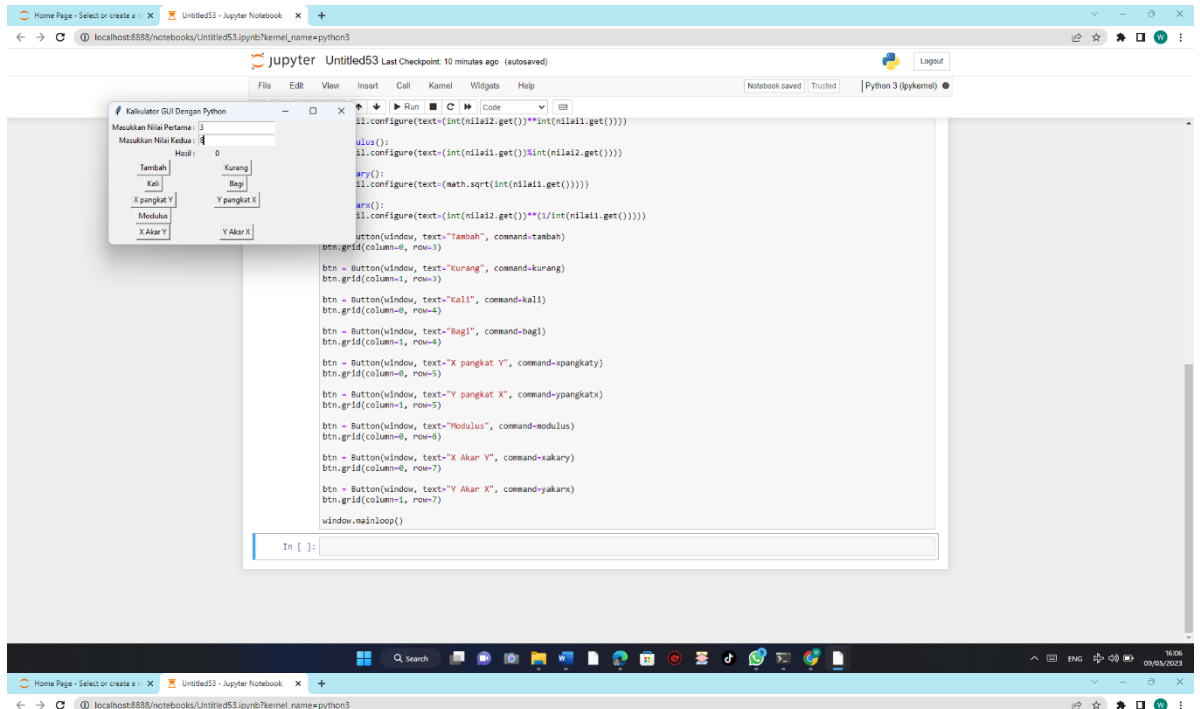 Home Page - Select or create a n
Untitled53 - Jupyter Notebook
localhost:8888/notebooks/Untitled53.ipynb?kernel_name=python3
jupyter Untitled53 Last Checkpoint: 10 minutes ago (autosaved)
Logout
File Edit View Insert Cell Kernel Widgets Help
Notebook saved Trusted Python 3 (ipykernel)
Run Code
Kalkulator GUI Dengan Python
Masukkan Nilai Pertama : 3
Masukkan Nilai Kedua : 8
Hasil : 0
Tambah Kurang
Kali Bagi
X pangkat Y Y pangkat X
Modulus
X Akar Y Y Akar X
il.configure(text=(int(nilai2.get())**int(nilai1.get())))
ulus():
il.configure(text=(int(nilai1.get())%int(nilai2.get())))
ary():
il.configure(text=(math.sqrt(int(nilai1.get()))))
arx():
il.configure(text=(int(nilai2.get())**(1/int(nilai1.get()))))
utton(window, text="Tambah", command=tambah)
btn.grid(column=0, row=3)
btn = Button(window, text="Kurang", command=kurang)
btn.grid(column=1, row=3)
btn = Button(window, text="Kali", command=kali)
btn.grid(column=0, row=4)
btn = Button(window, text="Bagi", command=bagi)
btn.grid(column=1, row=4)
btn = Button(window, text="X pangkat Y", command=xpangkaty)
btn.grid(column=0, row=5)
btn = Button(window, text="Y pangkat X", command=ypangkatx)
btn.grid(column=1, row=5)
btn = Button(window, text="Modulus", command=modulus)
btn.grid(column=0, row=6)
btn = Button(window, text="X Akar Y", command=xakary)
btn.grid(column=0, row=7)
btn = Button(window, text="Y Akar X", command=yakarx)
btn.grid(column=1, row=7)
window.mainloop()
In [ ]:
Search
ENG
16:06
09/05/2023
Home Page - Select or create a n
Untitled53 - Jupyter Notebook
localhost:8888/notebooks/Untitled53.ipynb?kernel_name=python3